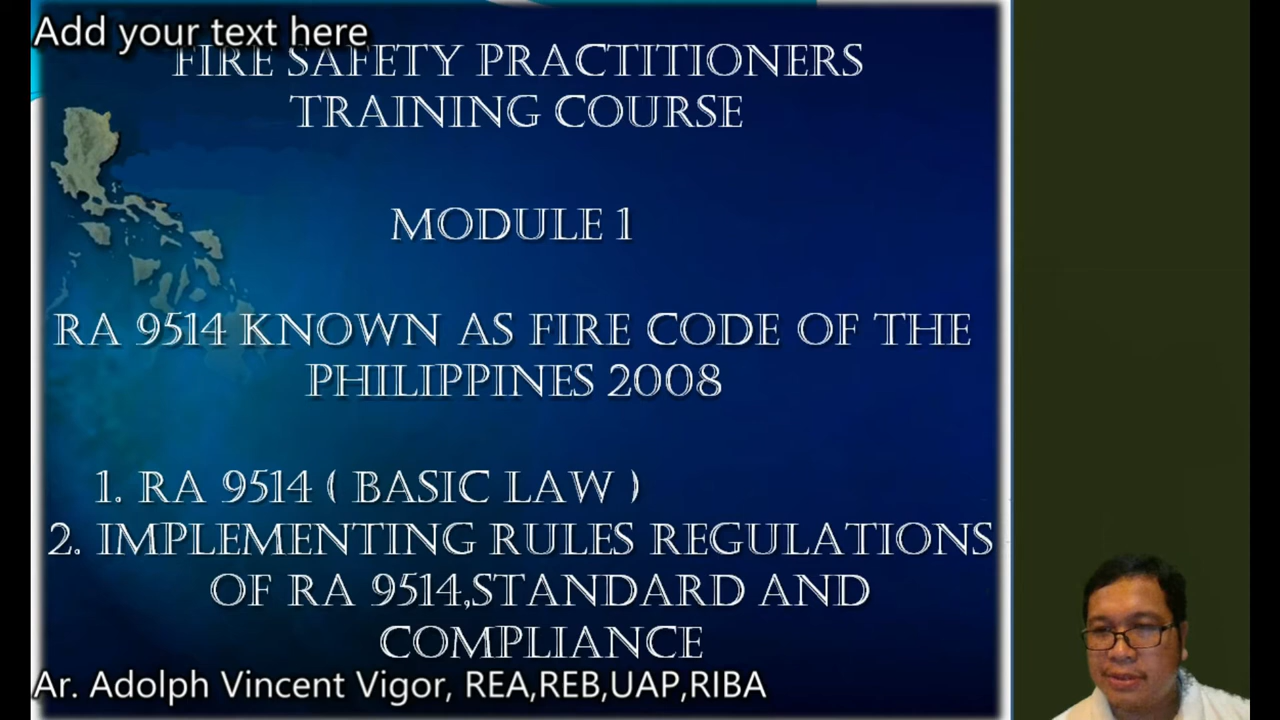 Add your text here
FIRE SAFETY PRACTITIONERS
TRAINING COURSE
MODULE 1
RA 9514 KNOWN AS FIRE CODE OF THE
PHILIPPINES 2008
1. RA 9514 ( BASIC LAW )
2. IMPLEMENTING RULES REGULATIONS
OF RA 9514,STANDARD AND
COMPLIANCE
Ar. Adolph Vincent Vigor, REA,REB,UAP,RIBA